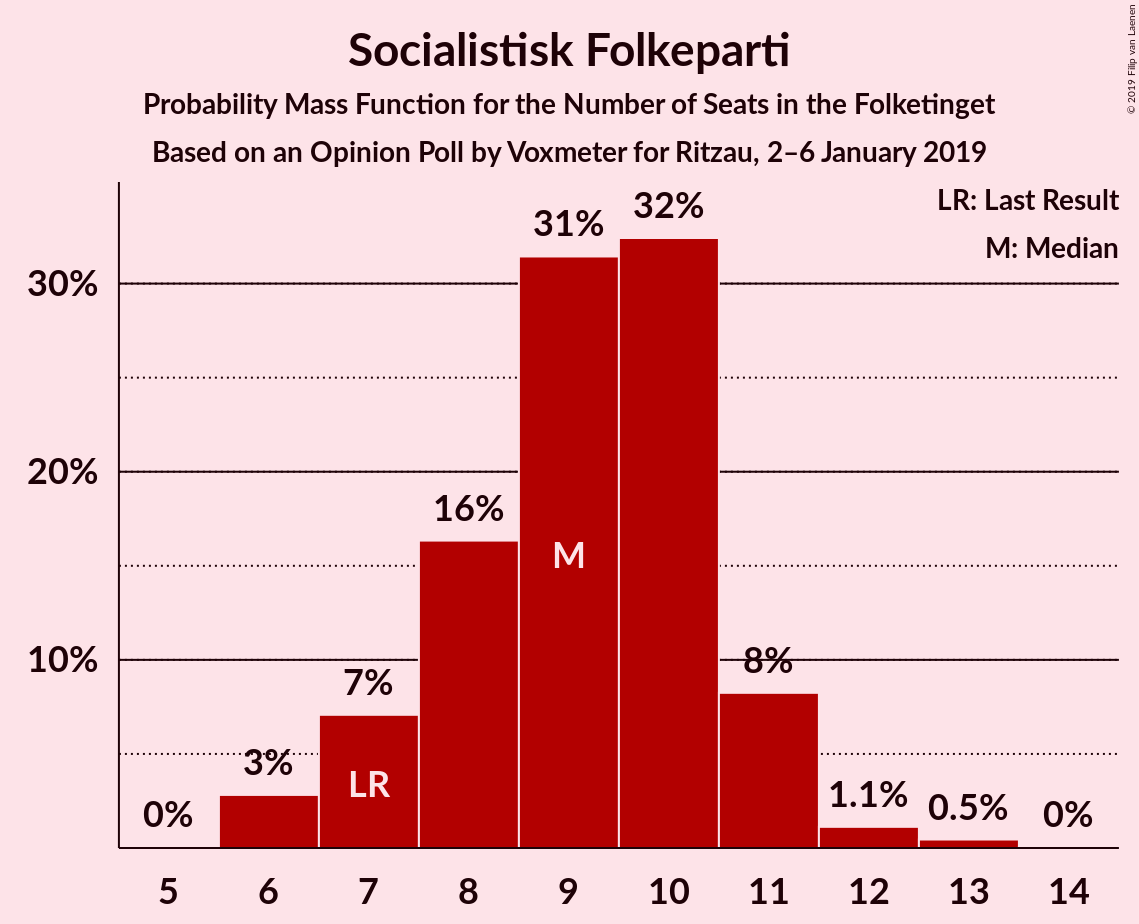 Socialistisk Folkeparti
Probability Mass Function for the Number of Seats in the Folketinget
Based on an Opinion Poll by Voxmeter for Ritzau, 2–6 January 2019
© 2019 Filip van Laenen
LR: Last Result
M: Median
30%
20%
10%
0%
3%
7%
16%
31%
32%
8%
1.1%
0.5%
0%
LR
M
5 6 7 8 9 10 11 12 13 14